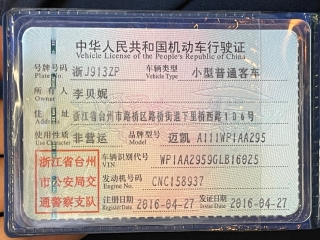 中华人民共和国机动车行驶证
Vehicle License of the People's Republic of China
号牌号码 Plate No. 浙J913ZP 车辆类型 Vehicle Type 小型普通客车
所有人 Owner 李贝妮
住址 Address 浙江省台州市路桥区路桥街道下里桥西路106号
使用性质 Use Character 非营运 品牌型号 Model 迈凯 A111WP1AA295
浙江省台州
市公安局交
通警察支队
车辆识别代号 VIN WP1AA2959GLB160Z5
发动机号码 Engine No. CNC158937
注册日期 Register Date 2016-04-27 发证日期 Issue Date 2016-04-27